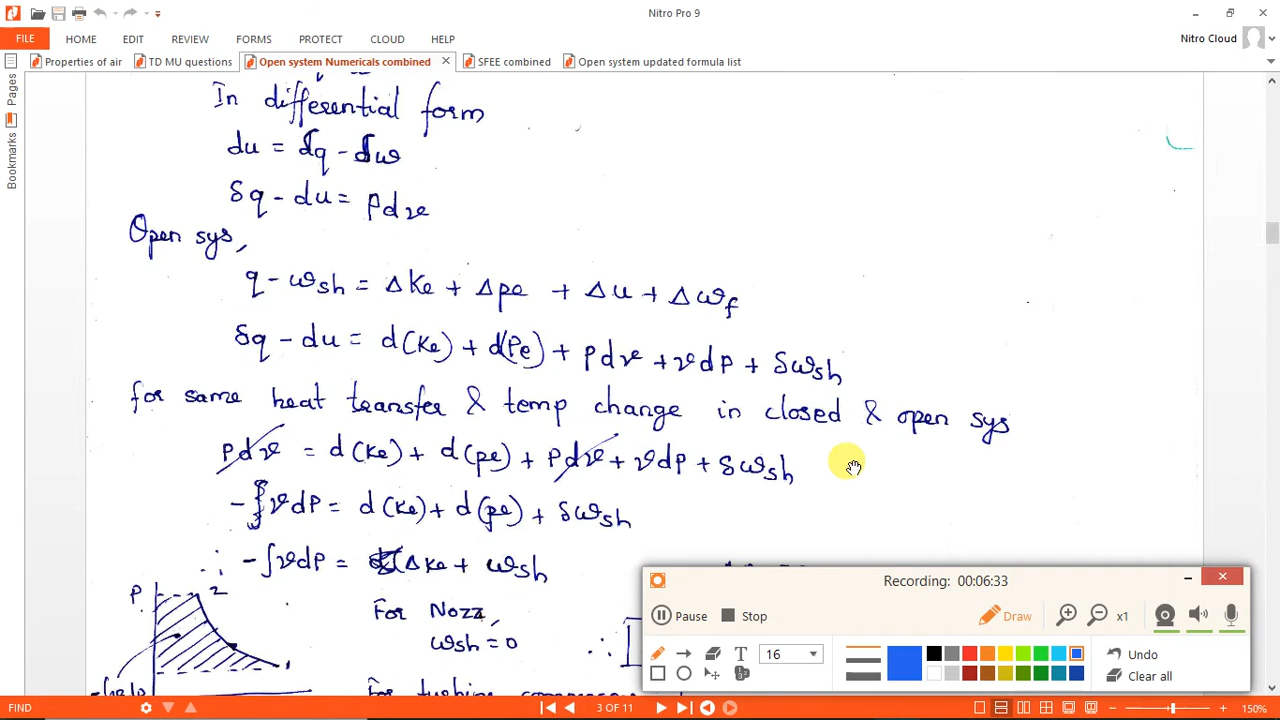 Nitro Pro 9
FILE HOME EDIT REVIEW FORMS PROTECT CLOUD HELP Nitro Cloud
Properties of air TD MU questions Open system Numericals combined SFEE combined Open system updated formula list
Pages
Bookmarks
In differential form
du = δq - δw
δq - du = pdv
Open sys,
q - wsh = Δke + Δpe + Δu + Δwf
δq - du = d(ke) + d(Pe) + pdv + vdp + δwsh
for same heat transfer & temp change in closed & open sys
pdv = d(ke) + d(pe) + pdv + vdp + δwsh
- ∫vdp = d(ke) + d(pe) + δwsh
∴ -∫vdp = Δke + wsh
P 2
For Nozz,
wsh = 0 ∴
1
Recording: 00:06:33
Pause Stop Draw x1
T 16 Undo
Clear all
FIND 3 OF 11 150%